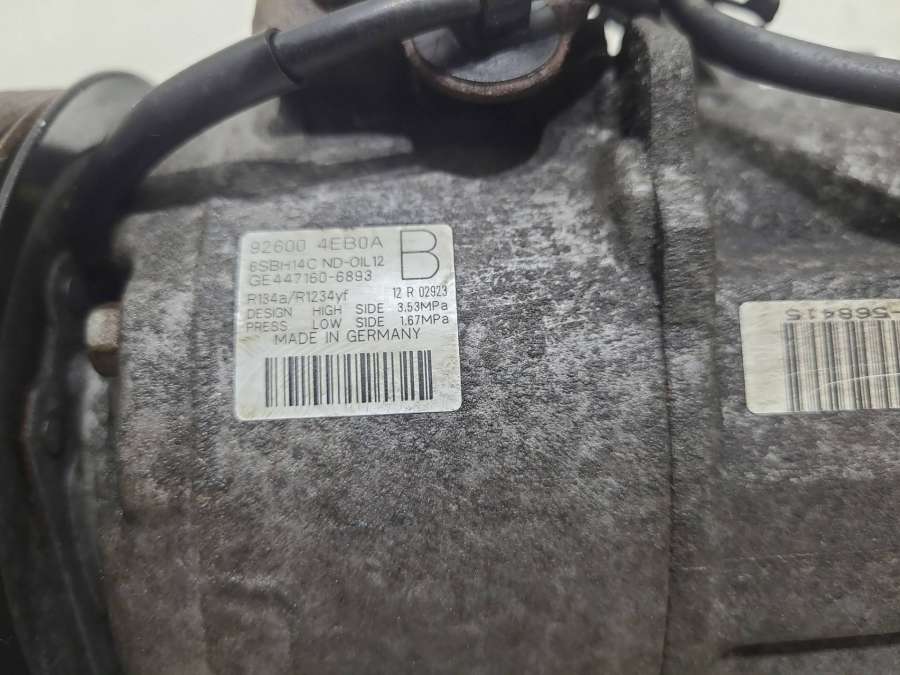 92600 4EB0A
B
6SBH14C ND-OIL12
GE447160-6893
R134a/R1234yf 12 R 02923
DESIGN HIGH SIDE 3.53MPa
PRESS LOW SIDE 1.67MPa
MADE IN GERMANY
-568415